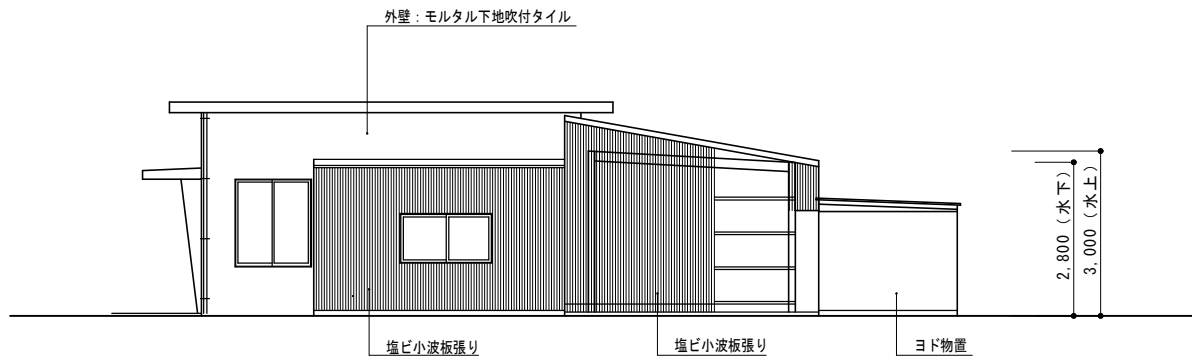 外壁：モルタル下地吹付タイル
2,800（水下）
3,000（水上）
塩ビ小波板張り
塩ビ小波板張り
ヨド物置